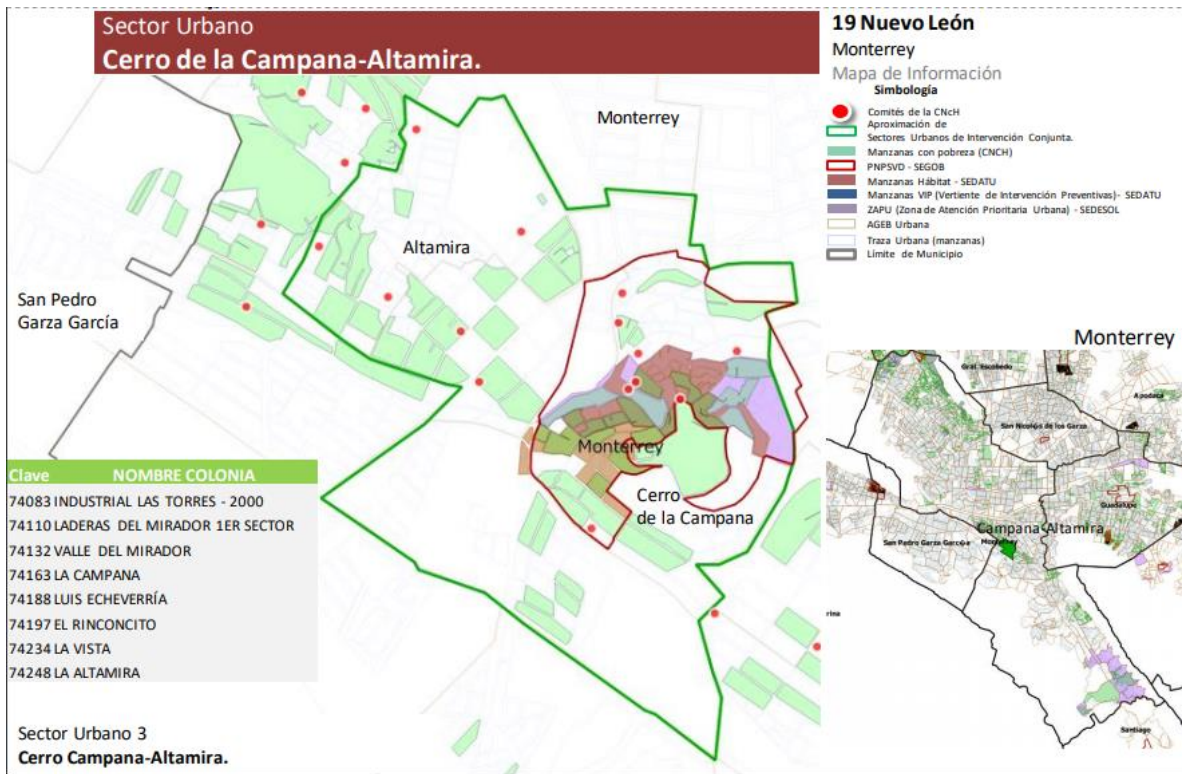 Sector Urbano
Cerro de la Campana-Altamira.
19 Nuevo León
Monterrey
Mapa de Información
Simbología
Comités de la CNcH
Aproximación de
Sectores Urbanos de Intervención Conjunta.
Manzanas con pobreza (CNCH)
PNPSVD - SEGOB
Manzanas Hábitat - SEDATU
Manzanas VIP (Vertiente de Intervención Preventivas)- SEDATU
ZAPU (Zona de Atención Prioritaria Urbana) - SEDESOL
AGEB Urbana
Traza Urbana (manzanas)
Límite de Municipio
Monterrey
Altamira
San Pedro
Garza García
Monterrey
Cerro
de la Campana
Clave NOMBRE COLONIA
74083 INDUSTRIAL LAS TORRES - 2000
74110 LADERAS DEL MIRADOR 1ER SECTOR
74132 VALLE DEL MIRADOR
74163 LA CAMPANA
74188 LUIS ECHEVERRÍA
74197 EL RINCONCITO
74234 LA VISTA
74248 LA ALTAMIRA
Sector Urbano 3
Cerro Campana-Altamira.
Monterrey
Gral. Escobedo
Apodaca
San Nicolás de los Garza
Guadalupe
Campana-Altamira
San Pedro Garza García
Monterrey
rina
Santiago